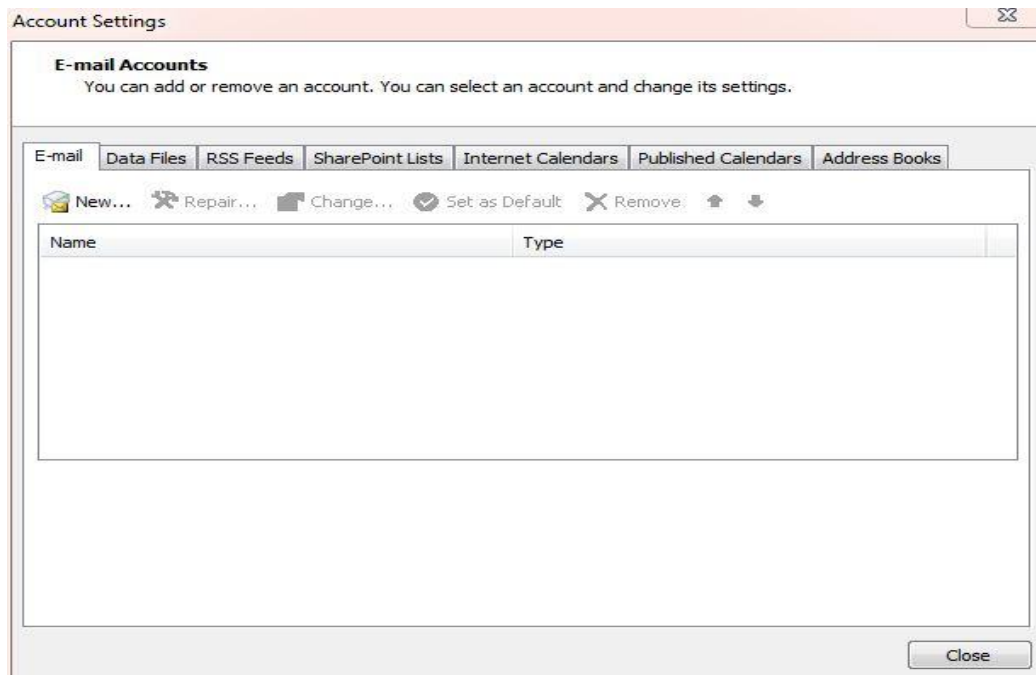 Account Settings
E-mail Accounts
You can add or remove an account. You can select an account and change its settings.
E-mail Data Files RSS Feeds SharePoint Lists Internet Calendars Published Calendars Address Books
New... Repair... Change... Set as Default Remove
Name Type
Close